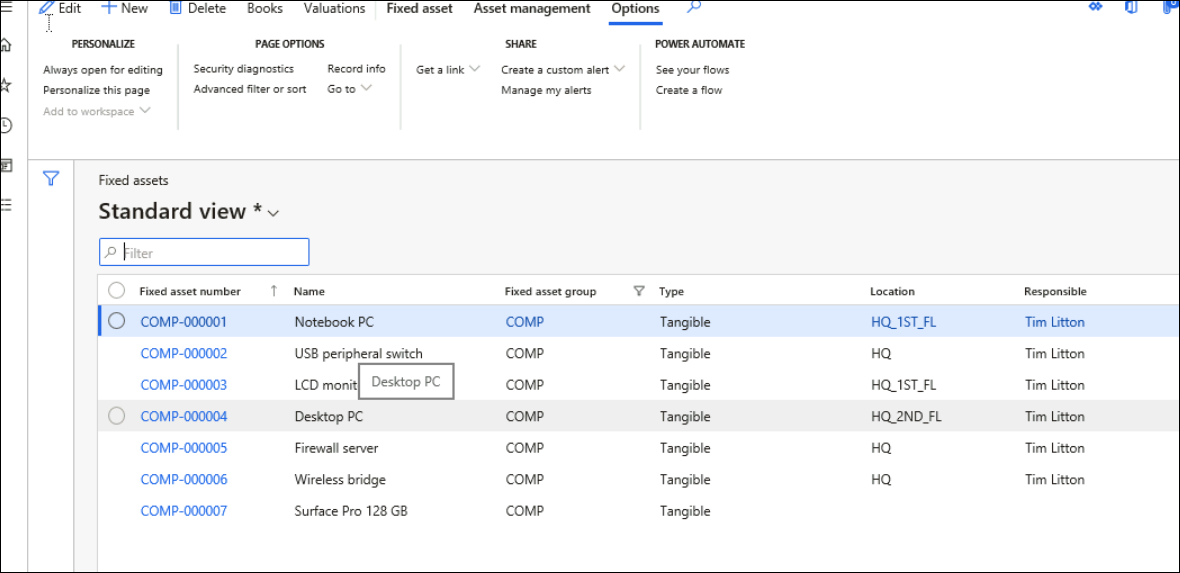 Edit New Delete Books Valuations Fixed asset Asset management Options
PERSONALIZE
Always open for editing
Personalize this page
Add to workspace
PAGE OPTIONS
Security diagnostics Record info
Advanced filter or sort Go to
SHARE
Get a link Create a custom alert
Manage my alerts
POWER AUTOMATE
See your flows
Create a flow
Fixed assets
Standard view *
Filter
Fixed asset number Name Fixed asset group Type Location Responsible
COMP-000001 Notebook PC COMP Tangible HQ_1ST_FL Tim Litton
COMP-000002 USB peripheral switch COMP Tangible HQ Tim Litton
COMP-000003 LCD monit COMP Tangible HQ_1ST_FL Tim Litton
Desktop PC
COMP-000004 Desktop PC COMP Tangible HQ_2ND_FL Tim Litton
COMP-000005 Firewall server COMP Tangible HQ Tim Litton
COMP-000006 Wireless bridge COMP Tangible HQ Tim Litton
COMP-000007 Surface Pro 128 GB COMP Tangible